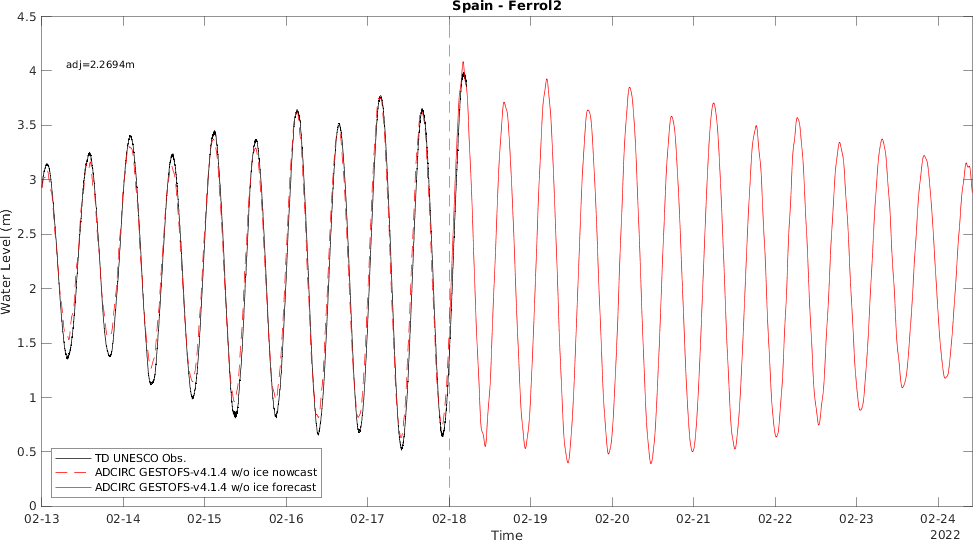 Spain - Ferrol2
4.5
4
3.5
3
2.5
2
1.5
1
0.5
0
Water Level (m)
adj=2.2694m
TD UNESCO Obs.
ADCIRC GESTOFS-v4.1.4 w/o ice nowcast
ADCIRC GESTOFS-v4.1.4 w/o ice forecast
02-13 02-14 02-15 02-16 02-17 02-18 02-19 02-20 02-21 02-22 02-23 02-24
2022
Time